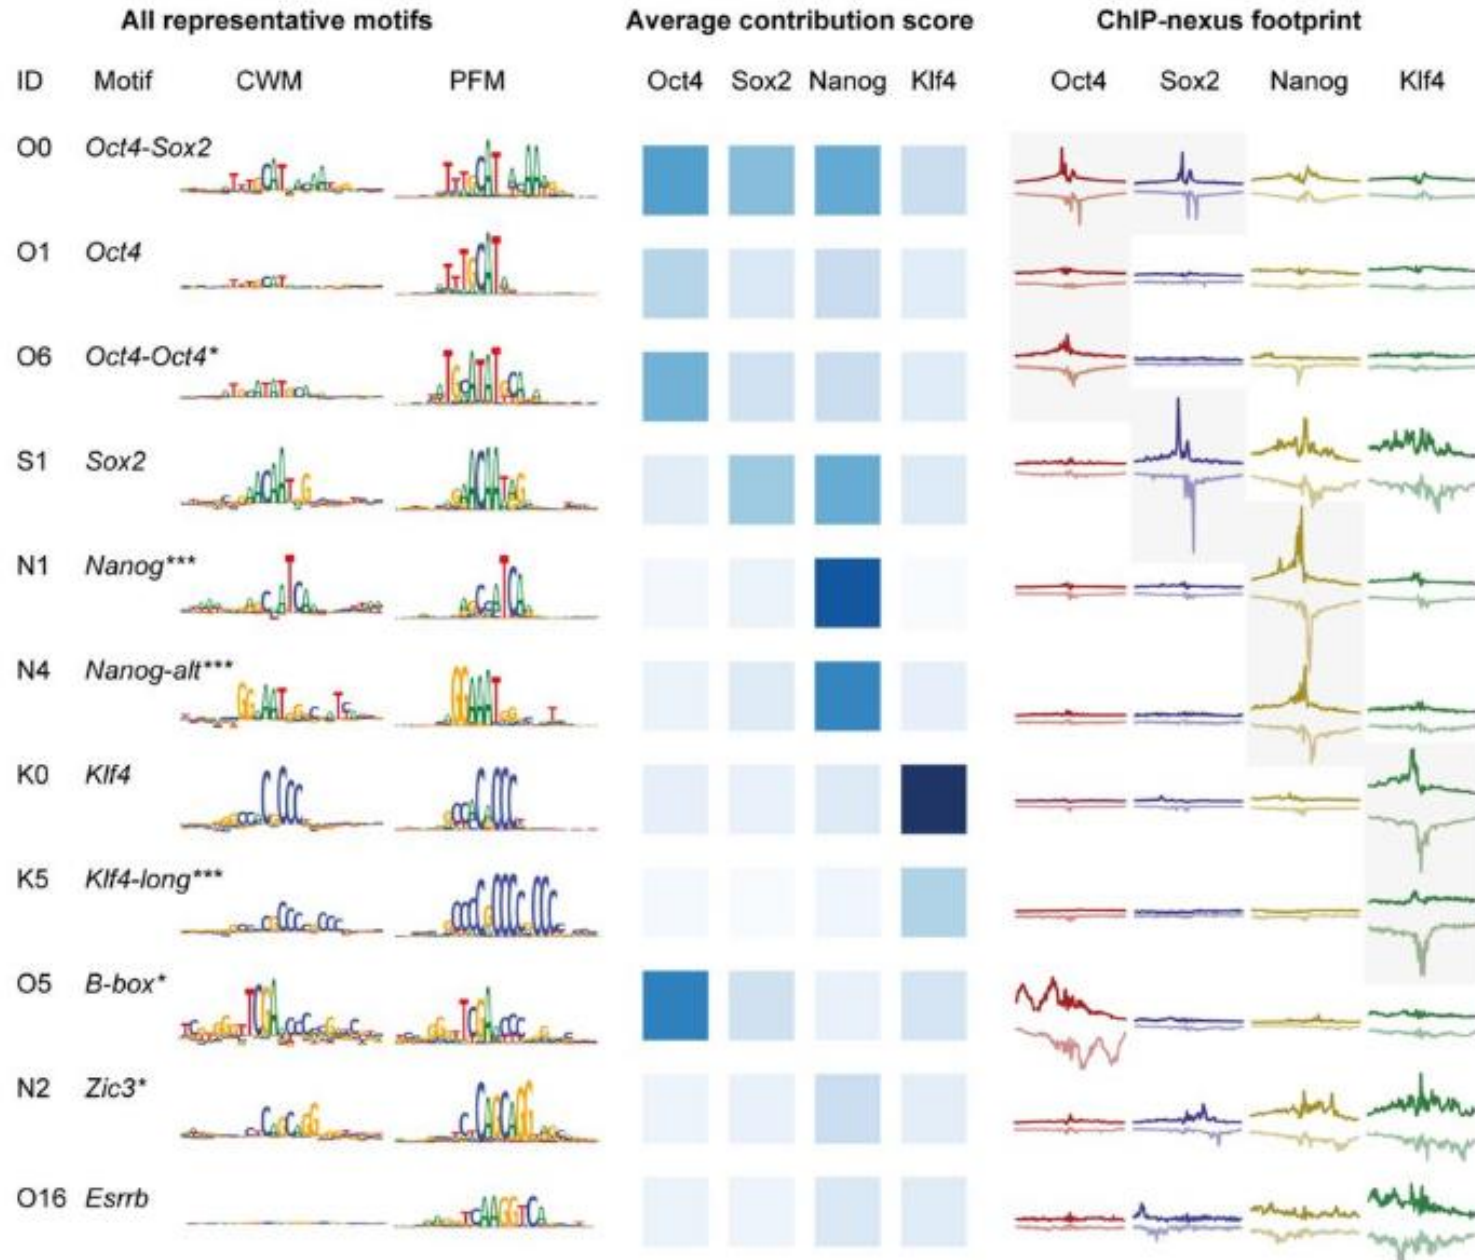 All representative motifs Average contribution score ChIP-nexus footprint
ID Motif CWM PFM Oct4 Sox2 Nanog Klf4 Oct4 Sox2 Nanog Klf4
O0 Oct4-Sox2
O1 Oct4
O6 Oct4-Oct4*
S1 Sox2
N1 Nanog***
N4 Nanog-alt***
K0 Klf4
K5 Klf4-long***
O5 B-box*
N2 Zic3*
O16 Esrrb